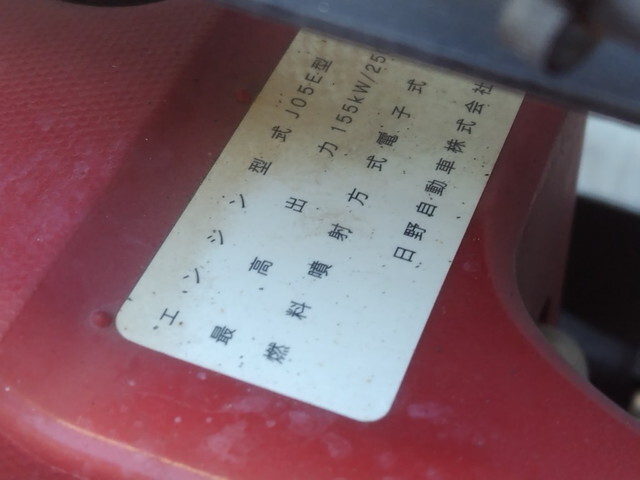 エンジン型式 J05E型
最高出力 155kW/25
燃料噴射方式 電子式
日野自動車株式会社